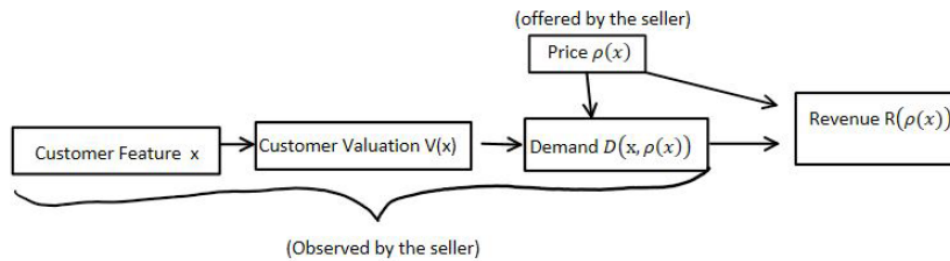 (offered by the seller)
Price ρ(x)
Revenue R(ρ(x))
Customer Feature x
Customer Valuation V(x)
Demand D(x, ρ(x))
(Observed by the seller)